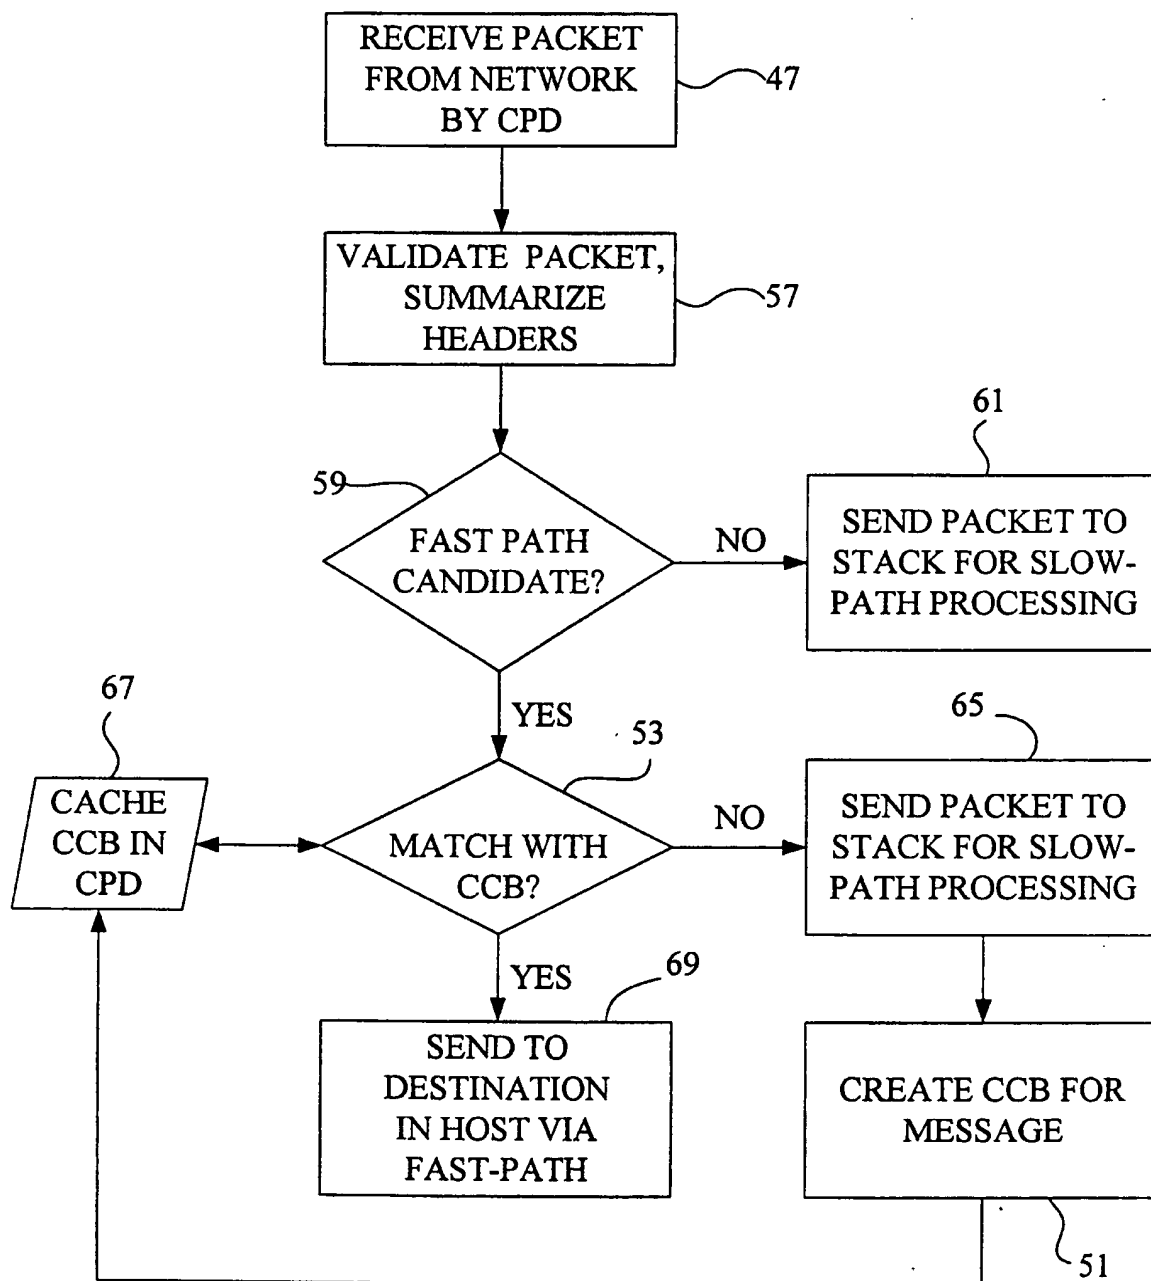 RECEIVE PACKET
FROM NETWORK
BY CPD
47
VALIDATE PACKET,
SUMMARIZE
HEADERS
57
61
59
FAST PATH
CANDIDATE?
NO
SEND PACKET TO
STACK FOR SLOW-
PATH PROCESSING
YES
67
53
65
CACHE
CCB IN
CPD
MATCH WITH
CCB?
NO
SEND PACKET TO
STACK FOR SLOW-
PATH PROCESSING
YES
69
SEND TO
DESTINATION
IN HOST VIA
FAST-PATH
CREATE CCB FOR
MESSAGE
51